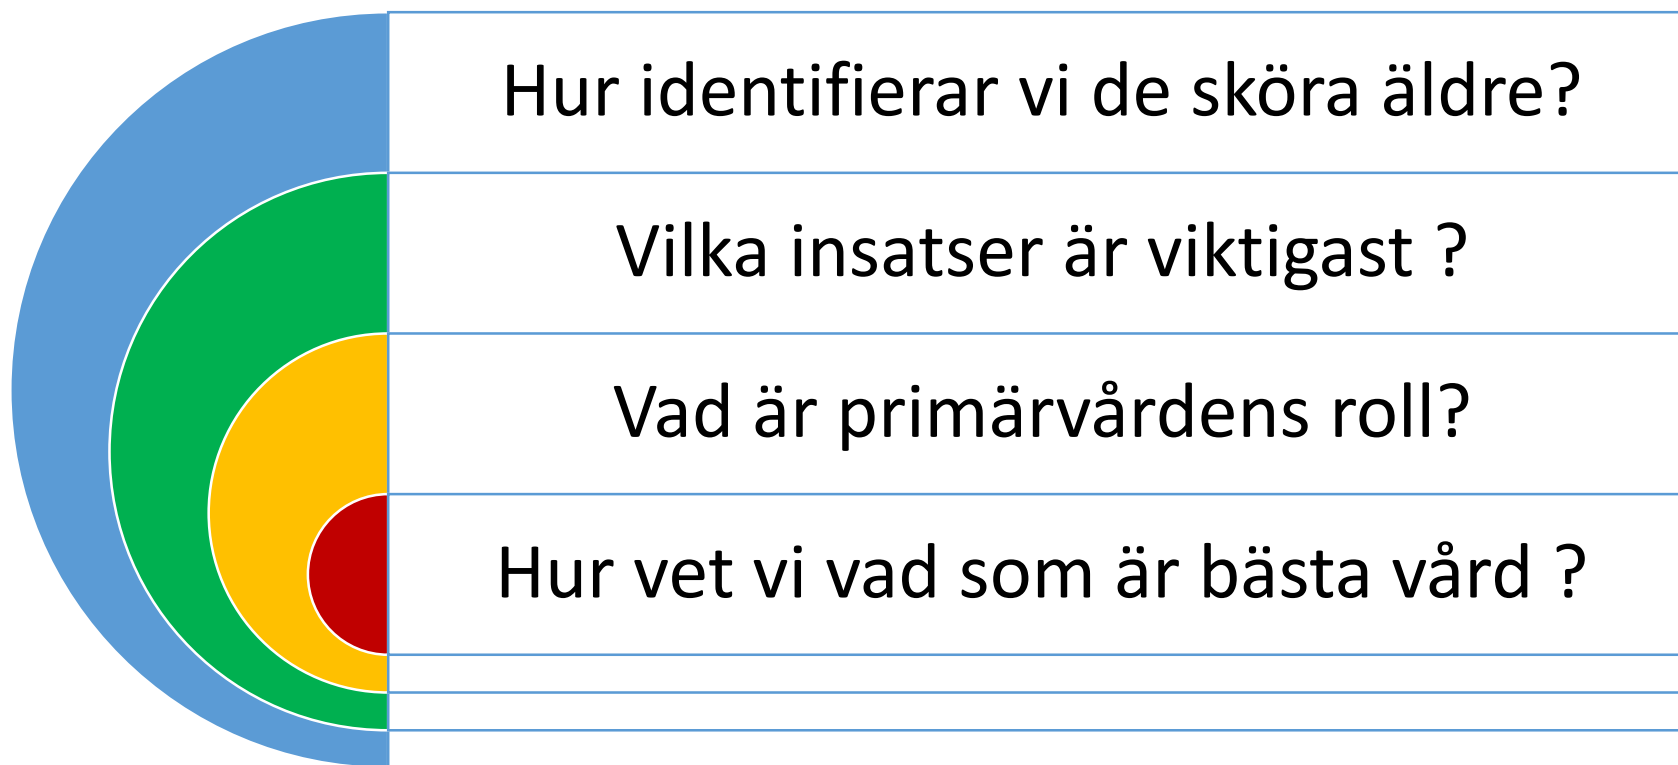 Hur identifierar vi de sköra äldre?
Vilka insatser är viktigast ?
Vad är primärvårdens roll?
Hur vet vi vad som är bästa vård ?